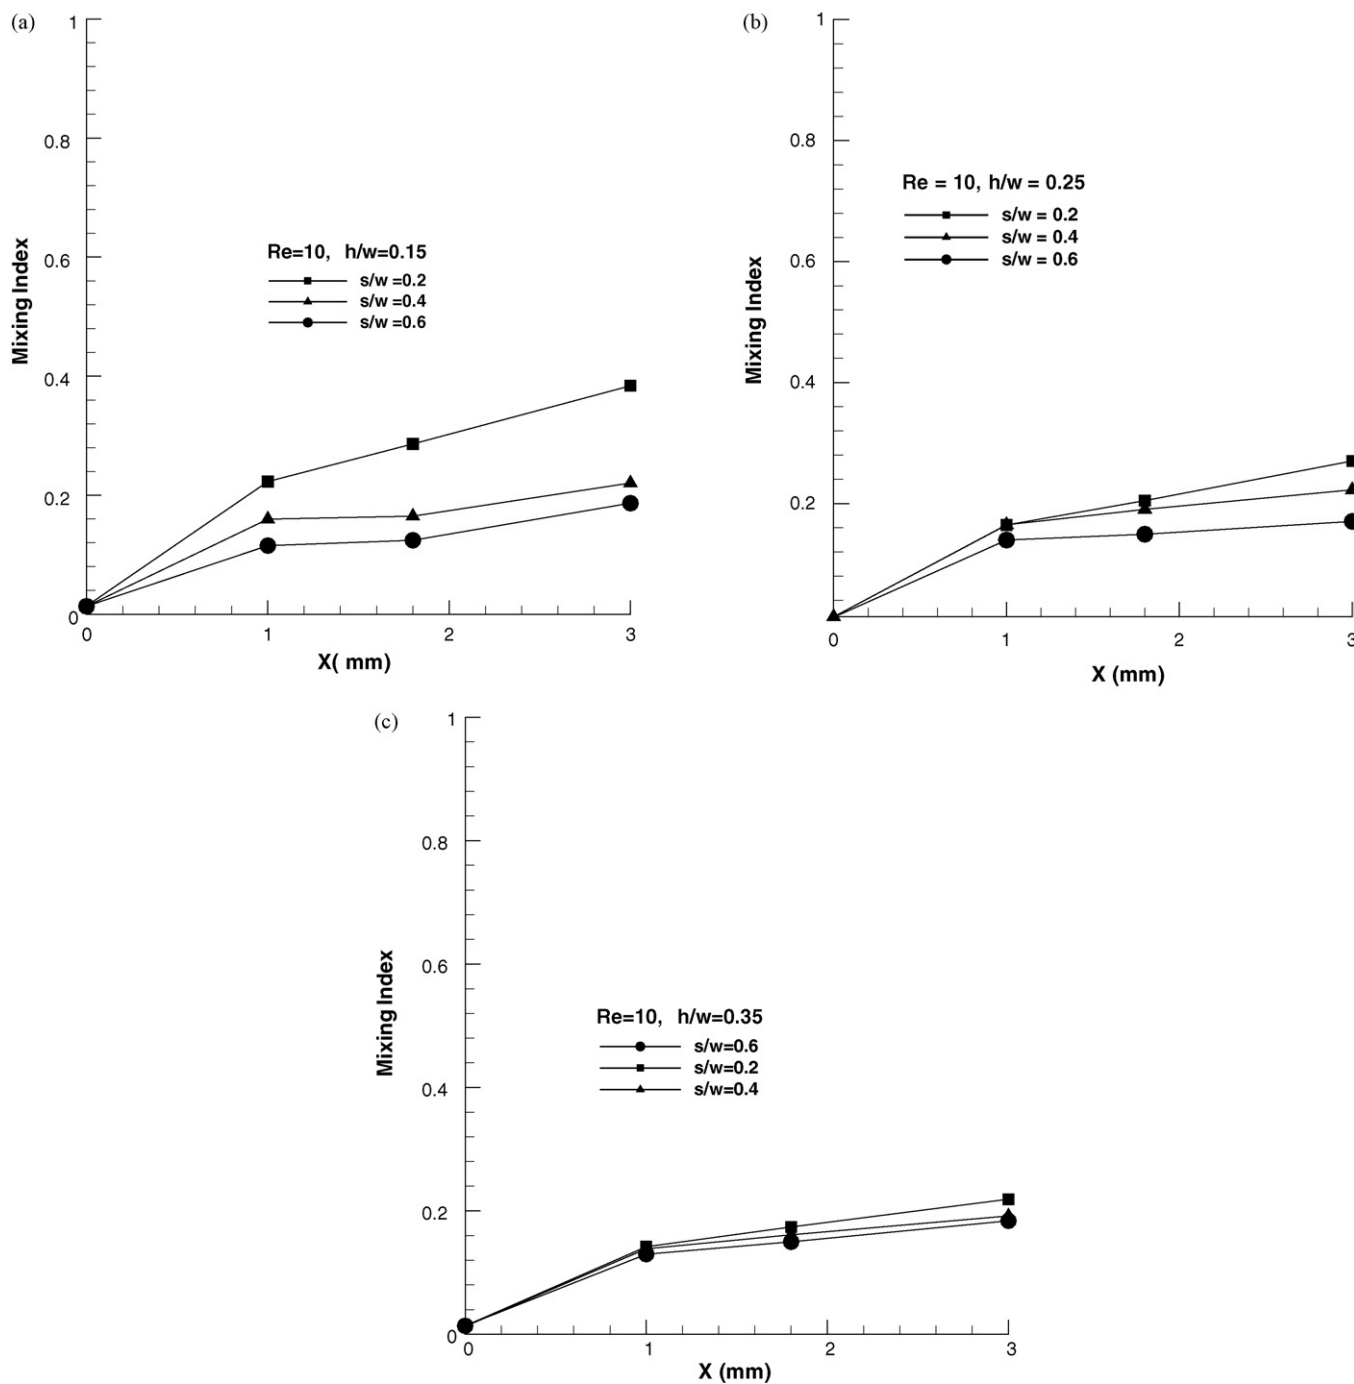 (a)
1
0.8
0.6
0.4
0.2
0
Mixing Index
Re=10, h/w=0.15
s/w =0.2
s/w =0.4
s/w =0.6
0 1 2 3
X( mm)
(b)
1
0.8
0.6
0.4
0.2
Mixing Index
Re = 10, h/w = 0.25
s/w = 0.2
s/w = 0.4
s/w = 0.6
0 1 2 3
X (mm)
(c)
1
0.8
0.6
0.4
0.2
0
Mixing Index
Re=10, h/w=0.35
s/w=0.6
s/w=0.2
s/w=0.4
0 1 2 3
X (mm)